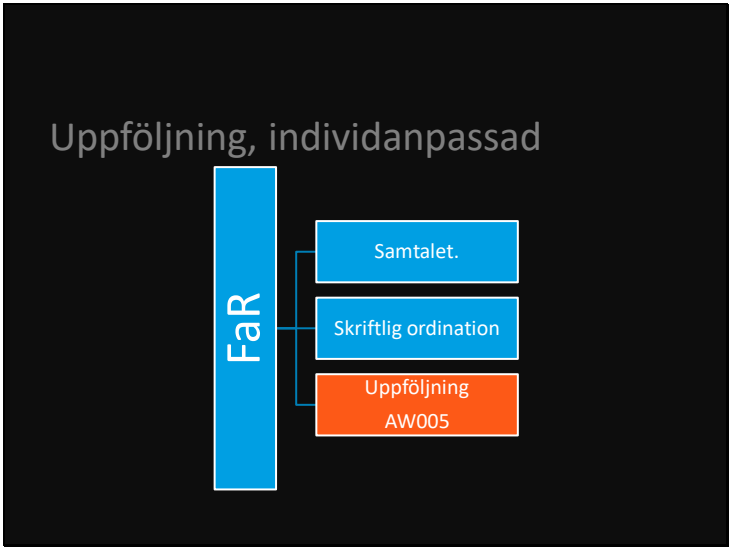 Uppföljning, individanpassad
FaR
Samtalet.
Skriftlig ordination
Uppföljning
AW005